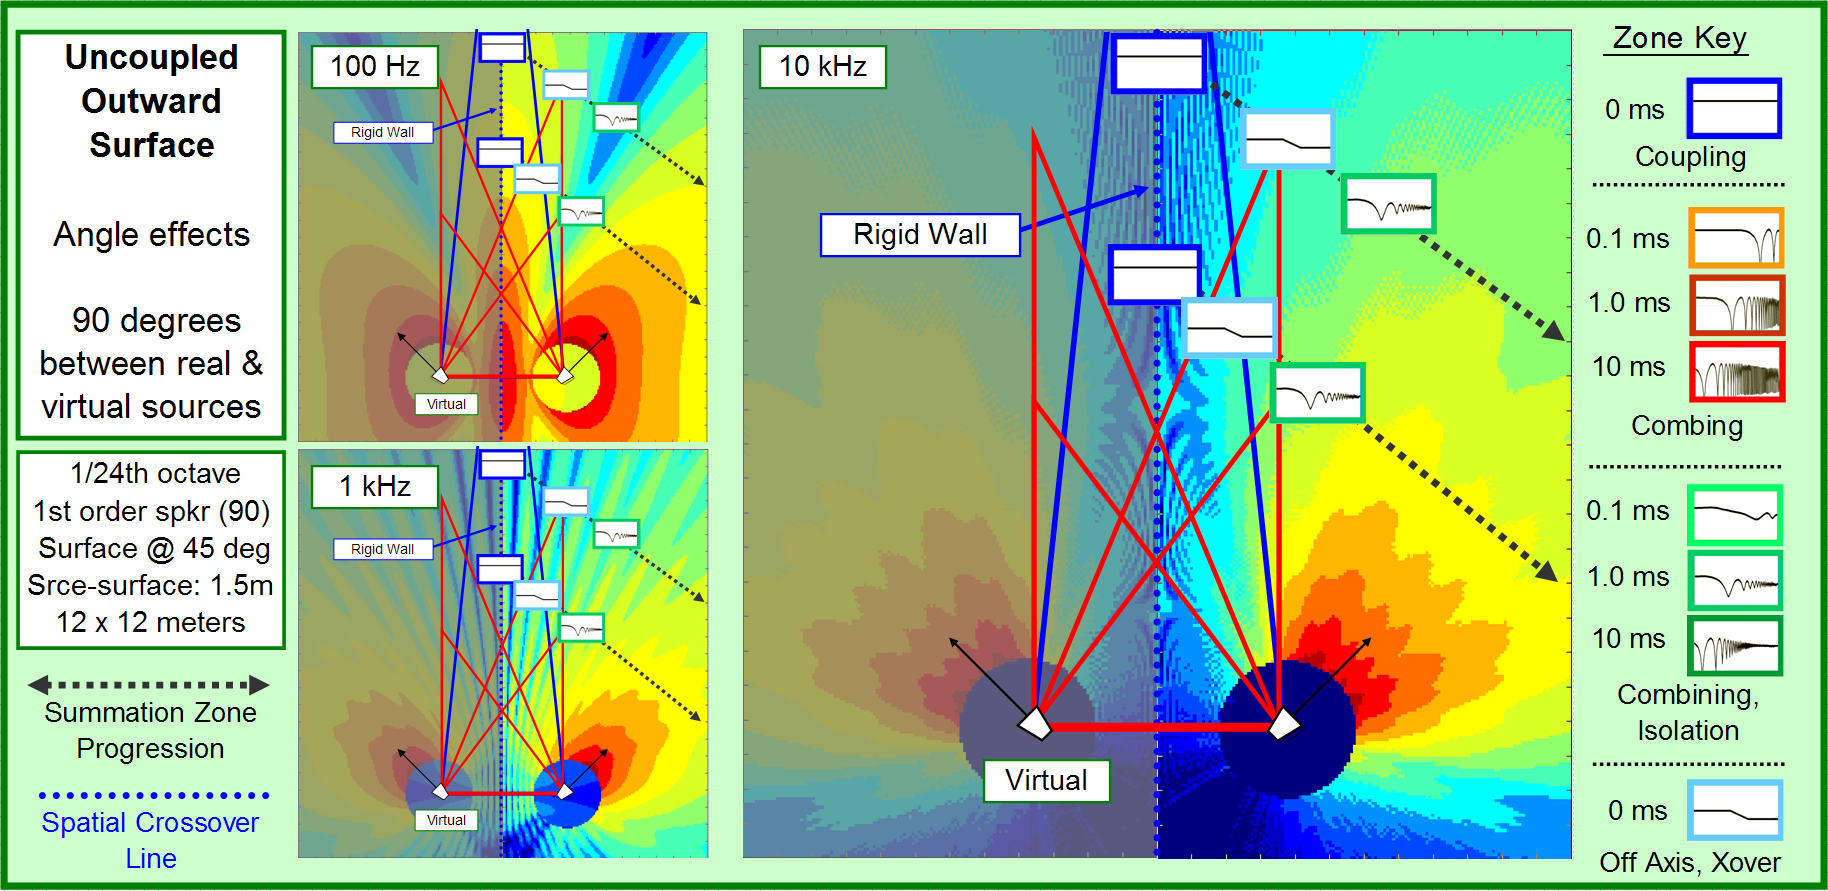 Uncoupled
Outward
Surface
Angle effects
90 degrees
between real &
virtual sources
1/24th octave
1st order spkr (90)
Surface @ 45 deg
Srce-surface: 1.5m
12 x 12 meters
Summation Zone
Progression
Spatial Crossover
Line
100 Hz
Rigid Wall
Virtual
1 kHz
Rigid Wall
Virtual
10 kHz
Rigid Wall
Virtual
Zone Key
0 ms
Coupling
0.1 ms
1.0 ms
10 ms
Combing
0.1 ms
1.0 ms
10 ms
Combining,
Isolation
0 ms
Off Axis, Xover